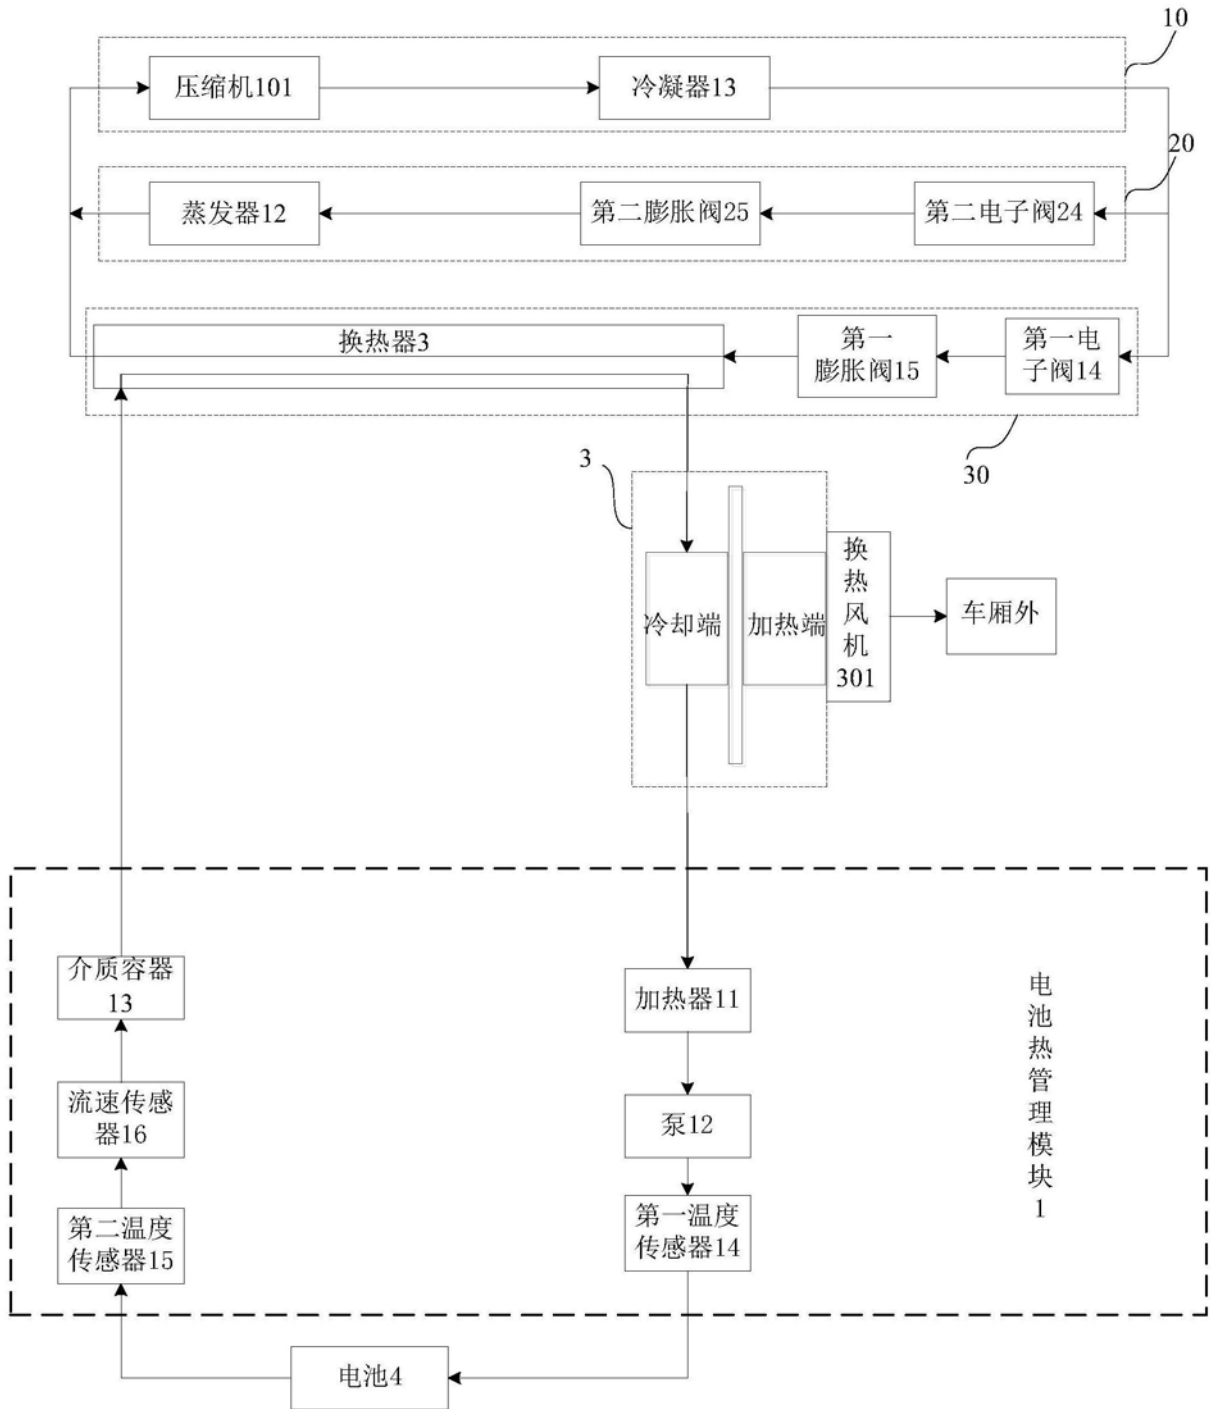 10
压缩机101
冷凝器13
20
蒸发器12
第二膨胀阀25
第二电子阀24
换热器3
第一
膨胀阀15
第一电
子阀14
30
3
冷却端
加热端
换
热
风
机
301
车厢外
介质容器
13
加热器11
流速传感
器16
泵12
第二温度
传感器15
第一温度
传感器14
电
池
热
管
理
模
块
1
电池4